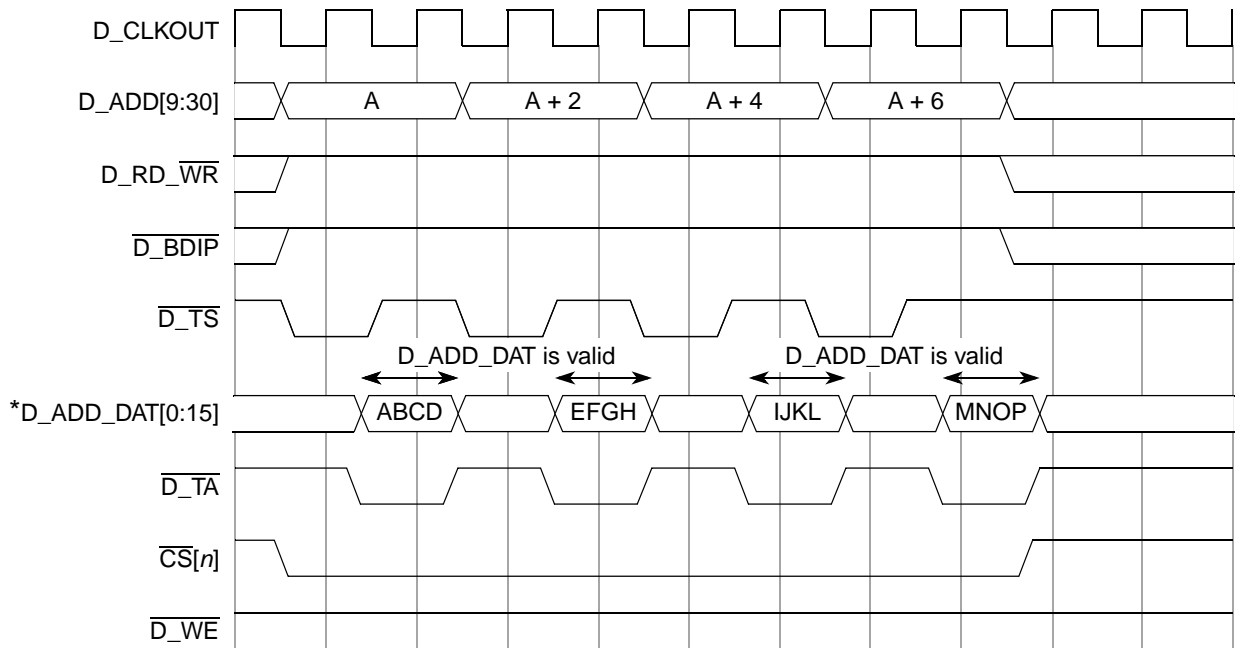 D_CLKOUT
D_ADD[9:30]
A
A + 2
A + 4
A + 6
D_RD_WR
D_BDIP
D_TS
D_ADD_DAT is valid
D_ADD_DAT is valid
*D_ADD_DAT[0:15]
ABCD
EFGH
IJKL
MNOP
D_TA
CS[n]
D_WE